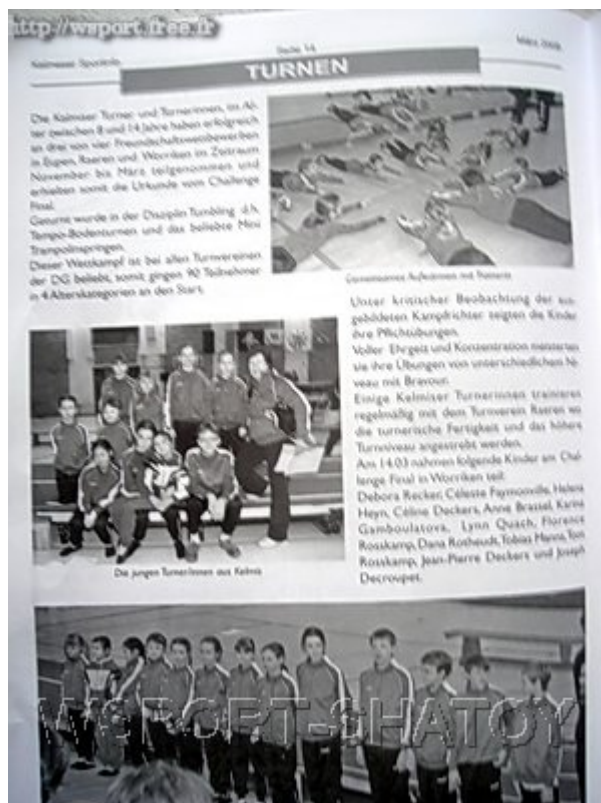 http://wsport.free.fr
Kelmiser Sportinfo
Seite 14
März 2009
TURNEN
Die Kelmiser Turner und Turnerinnen, im Al-
ter zwischen 8 und 14 Jahre haben erfolgreich
an drei von vier Freundschaftswettbewerben
in Eupen, Raeren und Worriken im Zeitraum
November bis März teilgenommen und
erhielten somit die Urkunde vom Challenge
Final.
Geturnt wurde in der Disziplin Tumbling d.h.
Tempo-Bodenturnen und das beliebte Mini
Trampolinspringen.
Dieser Wettkampf ist bei allen Turnvereinen
der DG beliebt, somit gingen 90 Teilnehmer
in 4 Alterskategorien an den Start.
Gemeinsames Aufwärmen mit Trainerin
Unter kritischer Beobachtung der aus-
gebildeten Kampfrichter zeigten die Kinder
ihre Pflichtübungen.
Voller Ehrgeit und Konzentration meisterten
sie ihre Übungen von unterschiedlichem Ni-
veau mit Bravour.
Einige Kelmiser Turnerinnen trainieren
regelmäßig mit dem Turnverein Raeren wo
die turnerische Fertigkeit und das höhere
Turnniveau angestrebt werden.
Am 14.03 nahmen folgende Kinder am Chal-
lenge Final in Worriken teil:
Debora Recker, Céleste Faymonville, Helena
Heyn, Céline Deckers, Anne Brassel, Karina
Gamboulatova, Lynn Quasch, Florence
Rosskamp, Dana Rotheudt, Tobias Hanne, Tom
Rosskamp, Jean-Pierre Deckers und Joseph
Decroupet.
Die jungen Turner/innen aus Kelmis
WSPORT-SHATOY